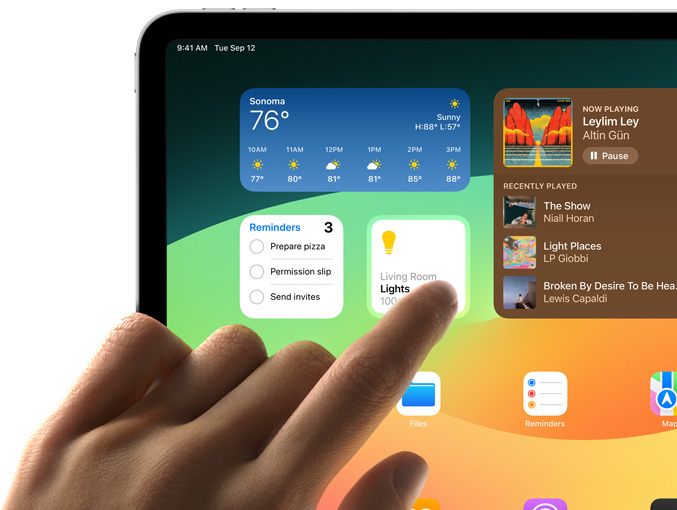 9:41 AM Tue Sep 12
Sonoma
76°
Sunny
H:88° L:57°
10AM 11AM 12PM 1PM 2PM 3PM
77° 80° 81° 81° 85° 88°
NOW PLAYING
Leylim Ley
Altin Gün
Pause
RECENTLY PLAYED
The Show
Niall Horan
Light Places
LP Giobbi
Broken By Desire To Be Hea...
Lewis Capaldi
Reminders 3
Prepare pizza
Permission slip
Send invites
Living Room
Lights
100
Files
Reminders